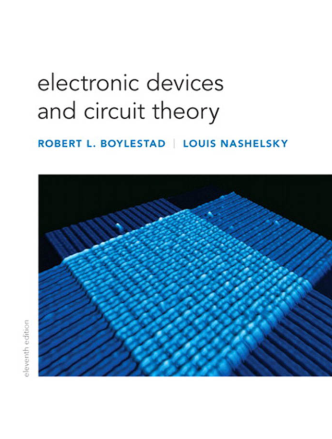 electronic devices
and circuit theory
ROBERT L. BOYLESTAD | LOUIS NASHELSKY
eleventh edition